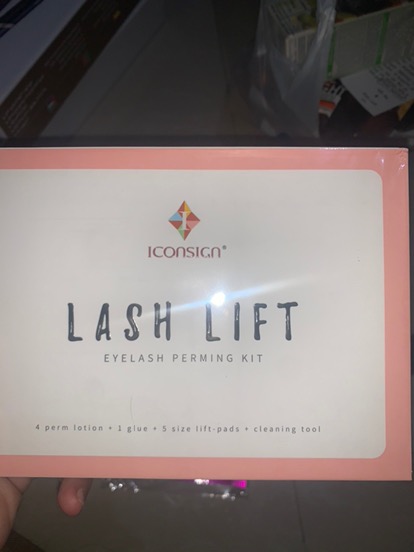 ICONSIGN®
LASH LIFT
EYELASH PERMING KIT
4 perm lotion + 1 glue + 5 size lift-pads + cleaning tool